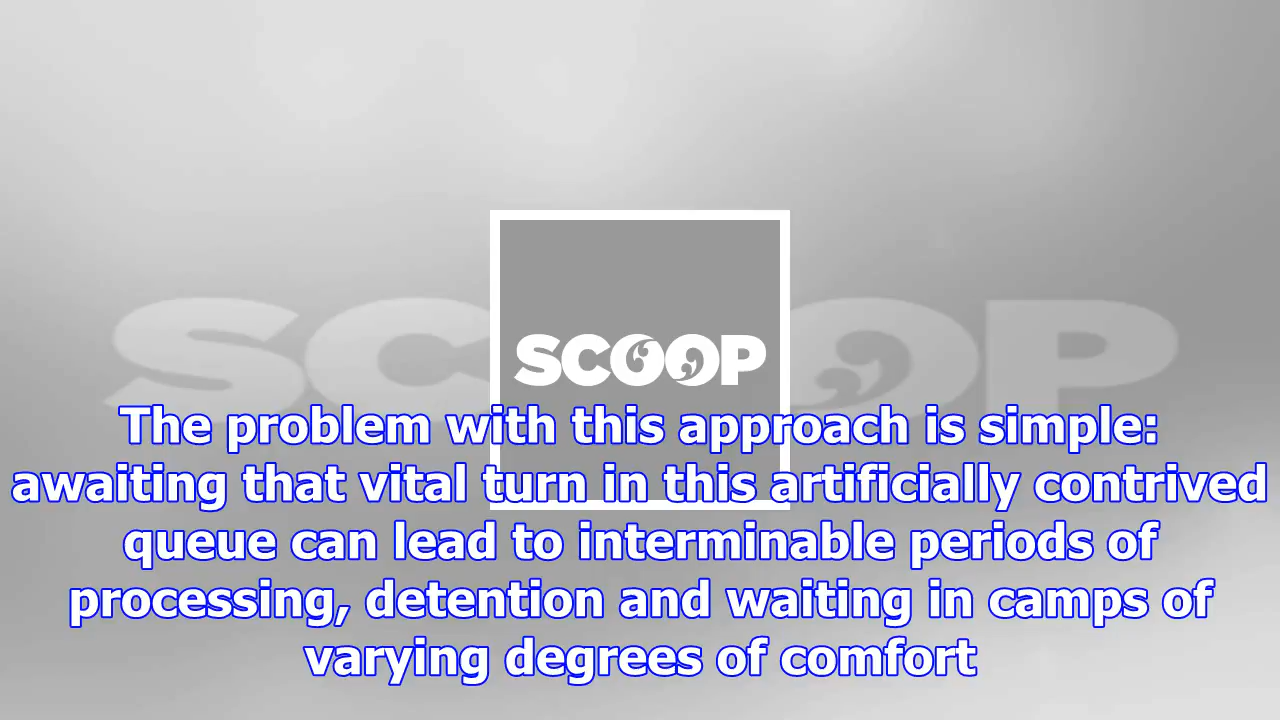 SCOOP
SCOOP
The problem with this approach is simple:
awaiting that vital turn in this artificially contrived
queue can lead to interminable periods of
processing, detention and waiting in camps of
varying degrees of comfort